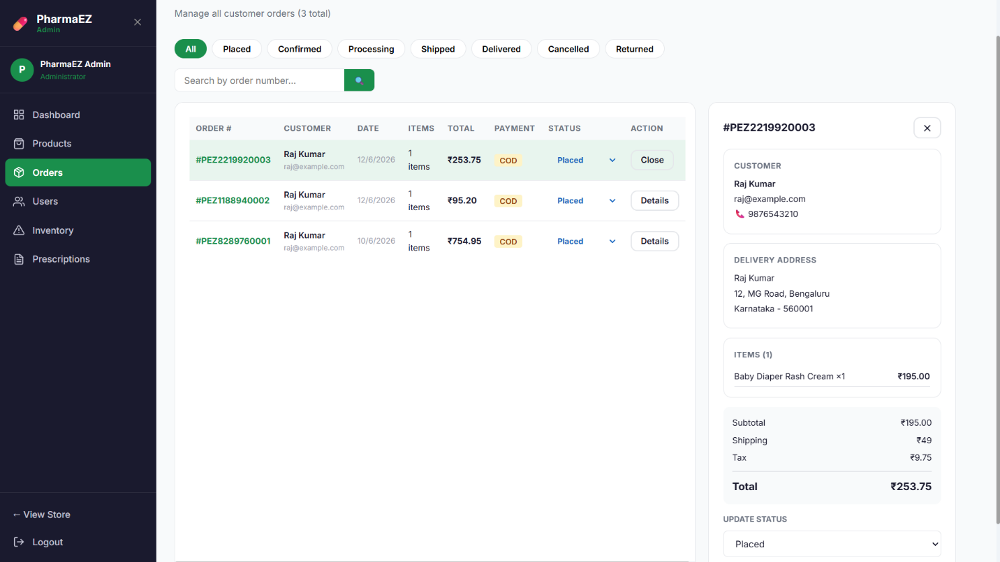 PharmaEZ
Admin
P
PharmaEZ Admin
Administrator
Dashboard
Products
Orders
Users
Inventory
Prescriptions
← View Store
Logout
Manage all customer orders (3 total)
All Placed Confirmed Processing Shipped Delivered Cancelled Returned
Search by order number...
ORDER # CUSTOMER DATE ITEMS TOTAL PAYMENT STATUS ACTION
#PEZ2219920003 Raj Kumar raj@example.com 12/6/2026 1 items ₹253.75 COD Placed Close
#PEZ1188940002 Raj Kumar raj@example.com 12/6/2026 1 items ₹95.20 COD Placed Details
#PEZ8289760001 Raj Kumar raj@example.com 10/6/2026 1 items ₹754.95 COD Placed Details
#PEZ2219920003
CUSTOMER
Raj Kumar
raj@example.com
9876543210
DELIVERY ADDRESS
Raj Kumar
12, MG Road, Bengaluru
Karnataka - 560001
ITEMS (1)
Baby Diaper Rash Cream ×1 ₹195.00
Subtotal ₹195.00
Shipping ₹49
Tax ₹9.75
Total ₹253.75
UPDATE STATUS
Placed